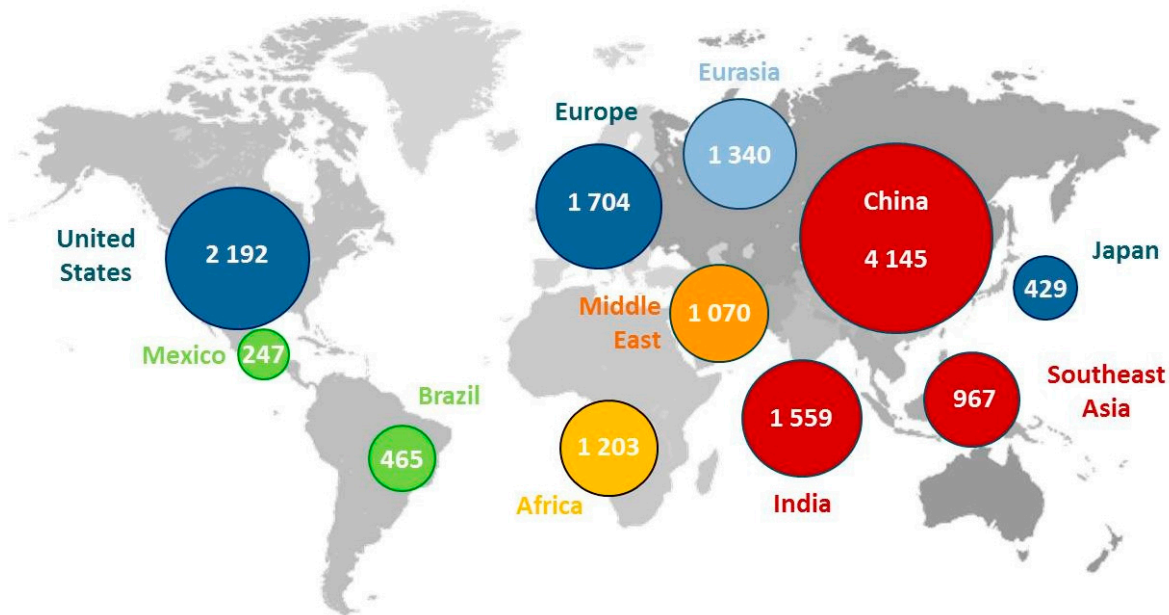 Eurasia
1 340
Europe
1 704
China
4 145
United
States
2 192
Japan
429
Middle
East
1 070
Mexico
247
Brazil
465
Southeast
Asia
967
India
1 559
Africa
1 203